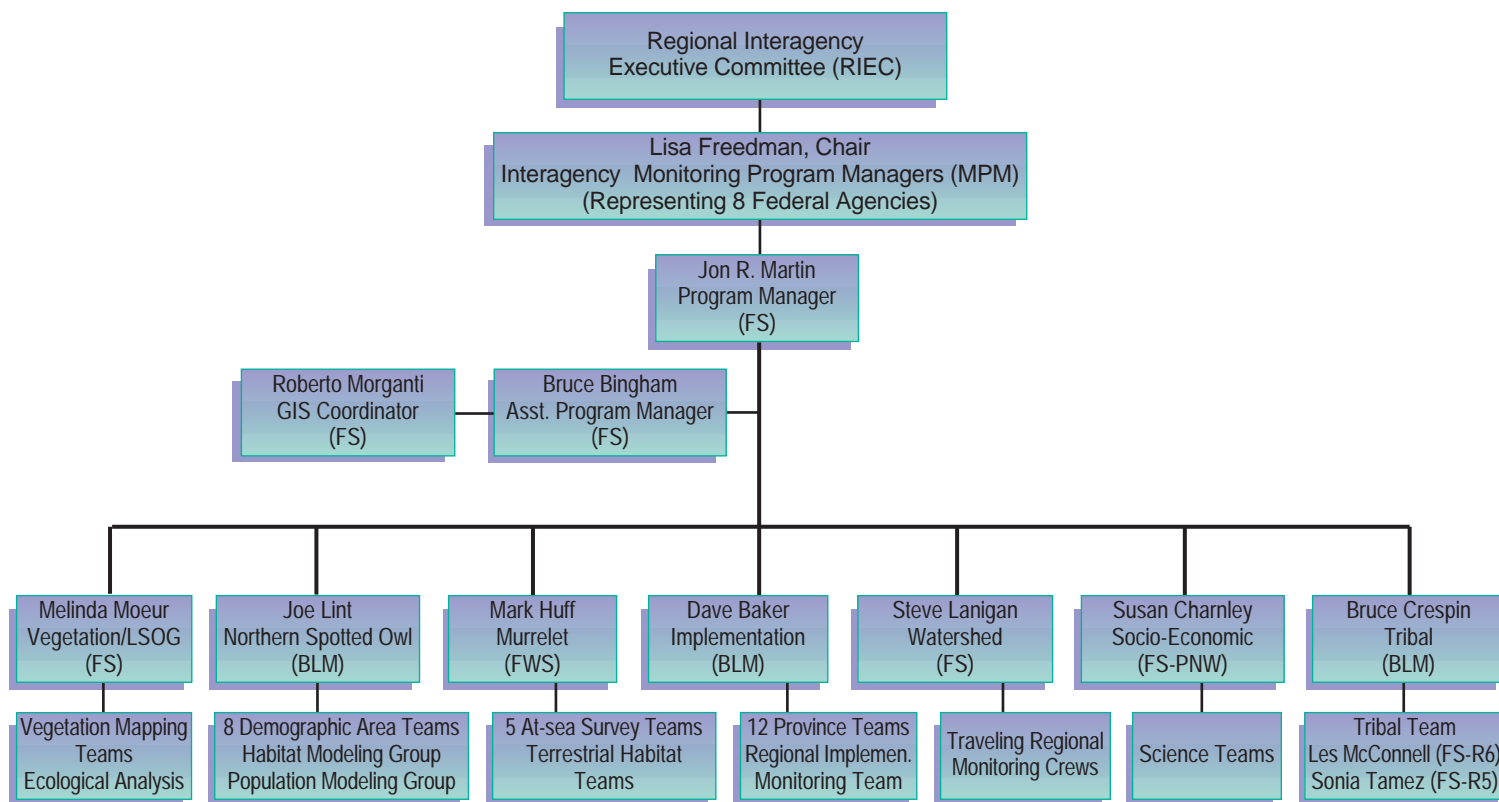 Regional Interagency
Executive Committee (RIEC)
Lisa Freedman, Chair
Interagency Monitoring Program Managers (MPM)
(Representing 8 Federal Agencies)
Jon R. Martin
Program Manager
(FS)
Roberto Morganti
GIS Coordinator
(FS)
Bruce Bingham
Asst. Program Manager
(FS)
Melinda Moeur
Vegetation/LSOG
(FS)
Joe Lint
Northern Spotted Owl
(BLM)
Mark Huff
Murrelet
(FWS)
Dave Baker
Implementation
(BLM)
Steve Lanigan
Watershed
(FS)
Susan Charnley
Socio-Economic
(FS-PNW)
Bruce Crespin
Tribal
(BLM)
Vegetation Mapping
Teams
Ecological Analysis
8 Demographic Area Teams
Habitat Modeling Group
Population Modeling Group
5 At-sea Survey Teams
Terrestrial Habitat
Teams
12 Province Teams
Regional Implemen.
Monitoring Team
Traveling Regional
Monitoring Crews
Science Teams
Tribal Team
Les McConnell (FS-R6)
Sonia Tamez (FS-R5)